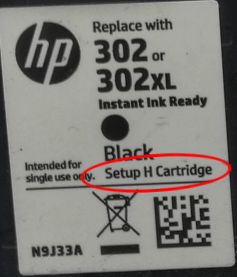 hp
Replace with
302 or
302XL
Instant Ink Ready
Black
Setup H Cartridge
Intended for
single use only.
N9J33A